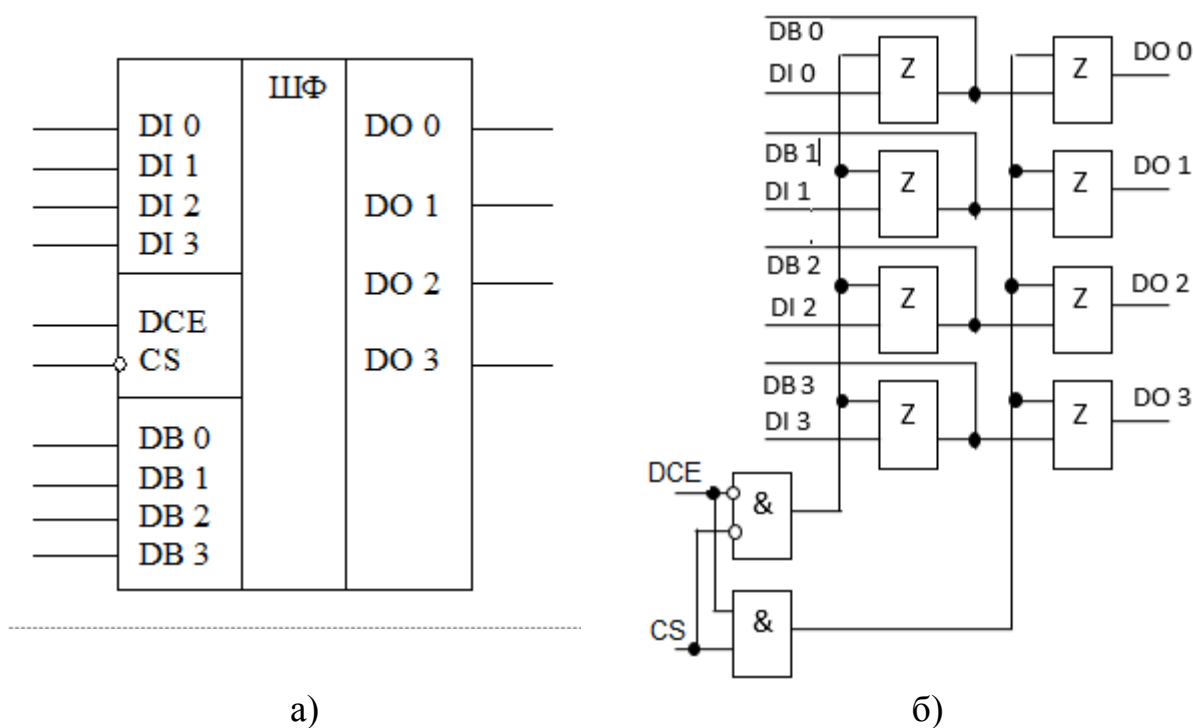 ШФ
DI 0
DI 1
DI 2
DI 3
DCE
CS
DB 0
DB 1
DB 2
DB 3
DO 0
DO 1
DO 2
DO 3
а)
DB 0
DI 0
Z
Z
DO 0
DB 1
DI 1
Z
Z
DO 1
DB 2
DI 2
Z
Z
DO 2
DB 3
DI 3
Z
Z
DO 3
DCE
&
CS
&
б)